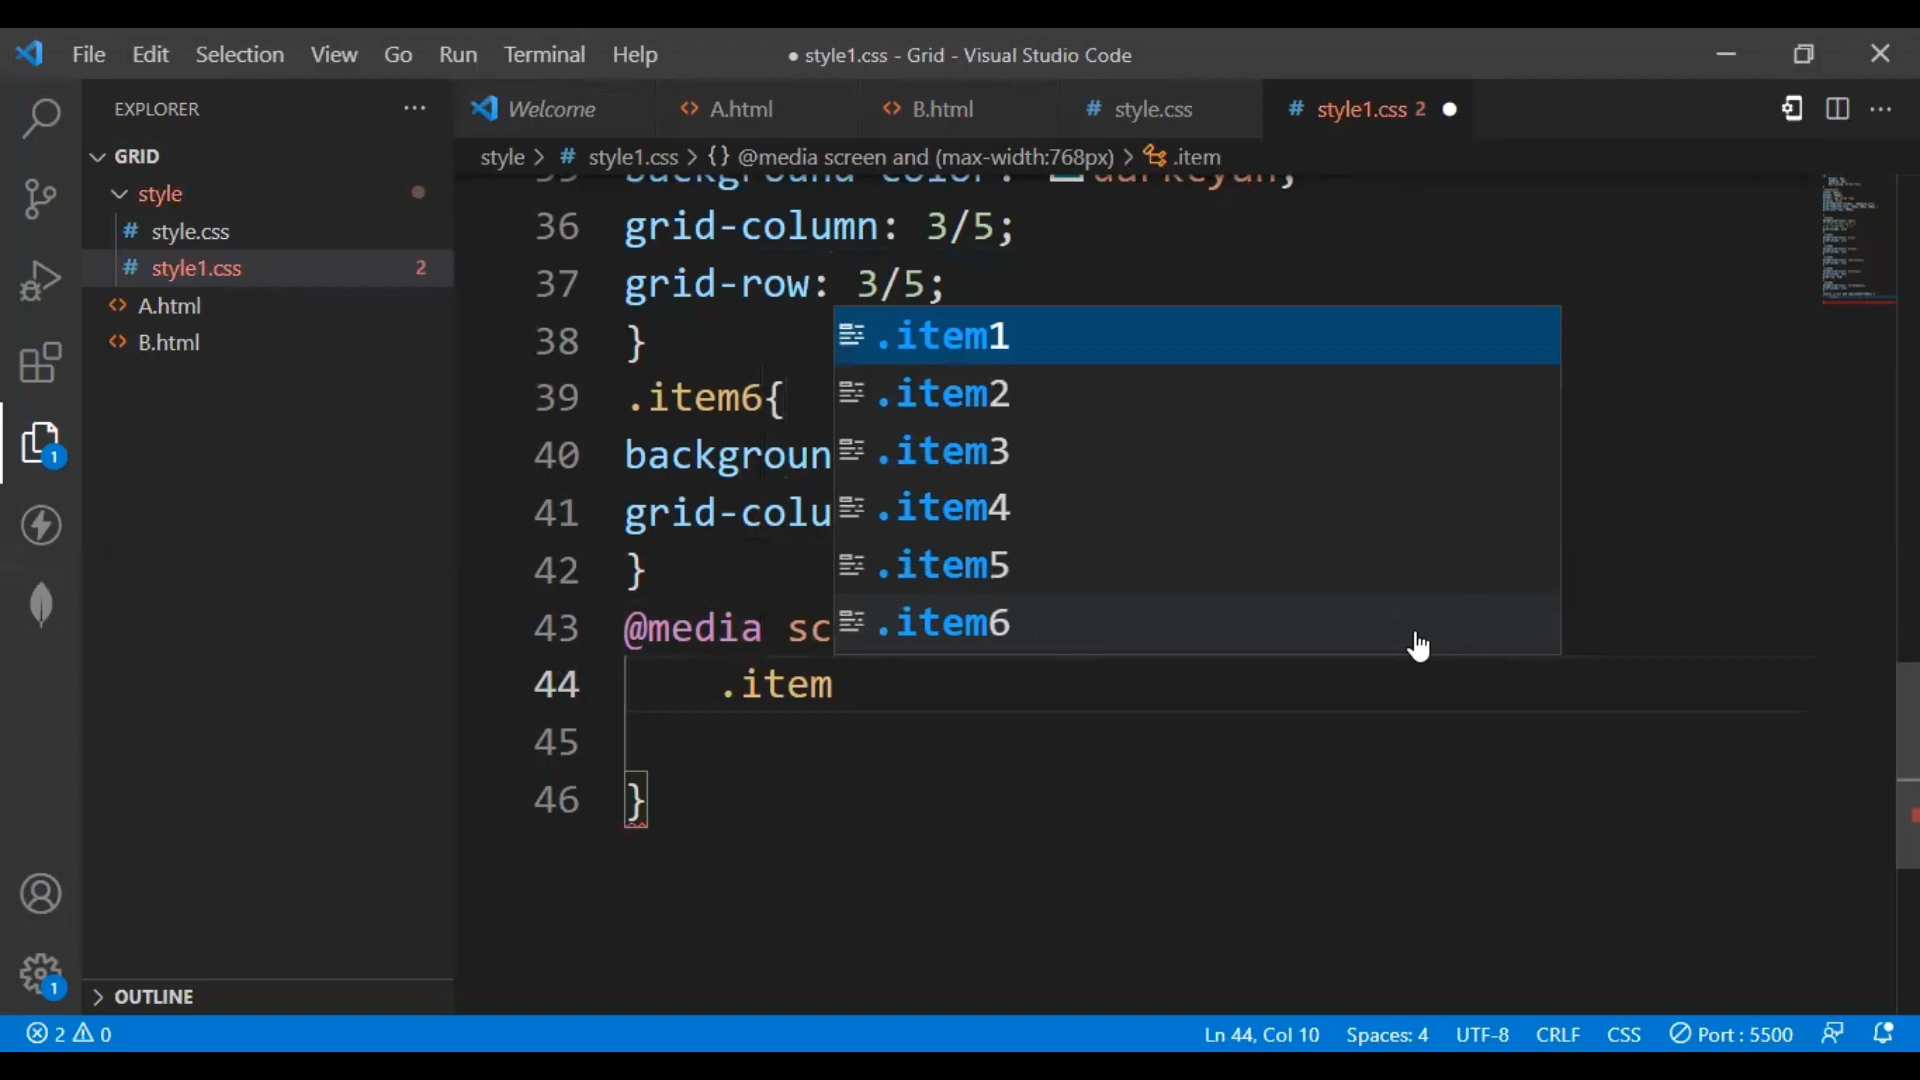 File Edit Selection View Go Run Terminal Help ● style1.css - Grid - Visual Studio Code
EXPLORER ···
Welcome A.html B.html style.css style1.css 2 ● ···
style > # style1.css > {} @media screen and (max-width:768px) > .item
GRID
style
# style.css
# style1.css 2
A.html
B.html
35 background-color: darkcyan;
36 grid-column: 3/5;
37 grid-row: 3/5;
38 }
39 .item6{
40 backgroun
41 grid-colu
42 }
43 @media sc
44 .item
45
46 }
.item1
.item2
.item3
.item4
.item5
.item6
1
1
OUTLINE
2 0 Ln 44, Col 10 Spaces: 4 UTF-8 CRLF CSS Port : 5500